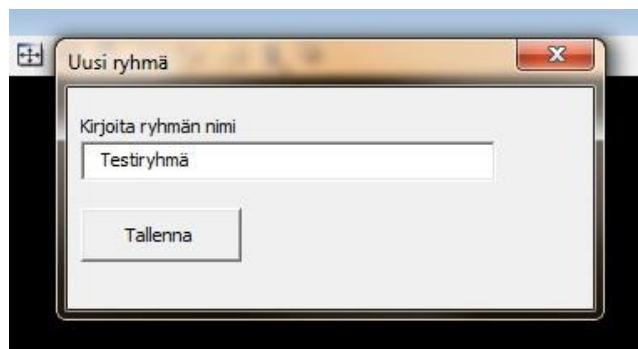 Uusi ryhmä
Kirjoita ryhmän nimi
Testiryhmä
Tallenna